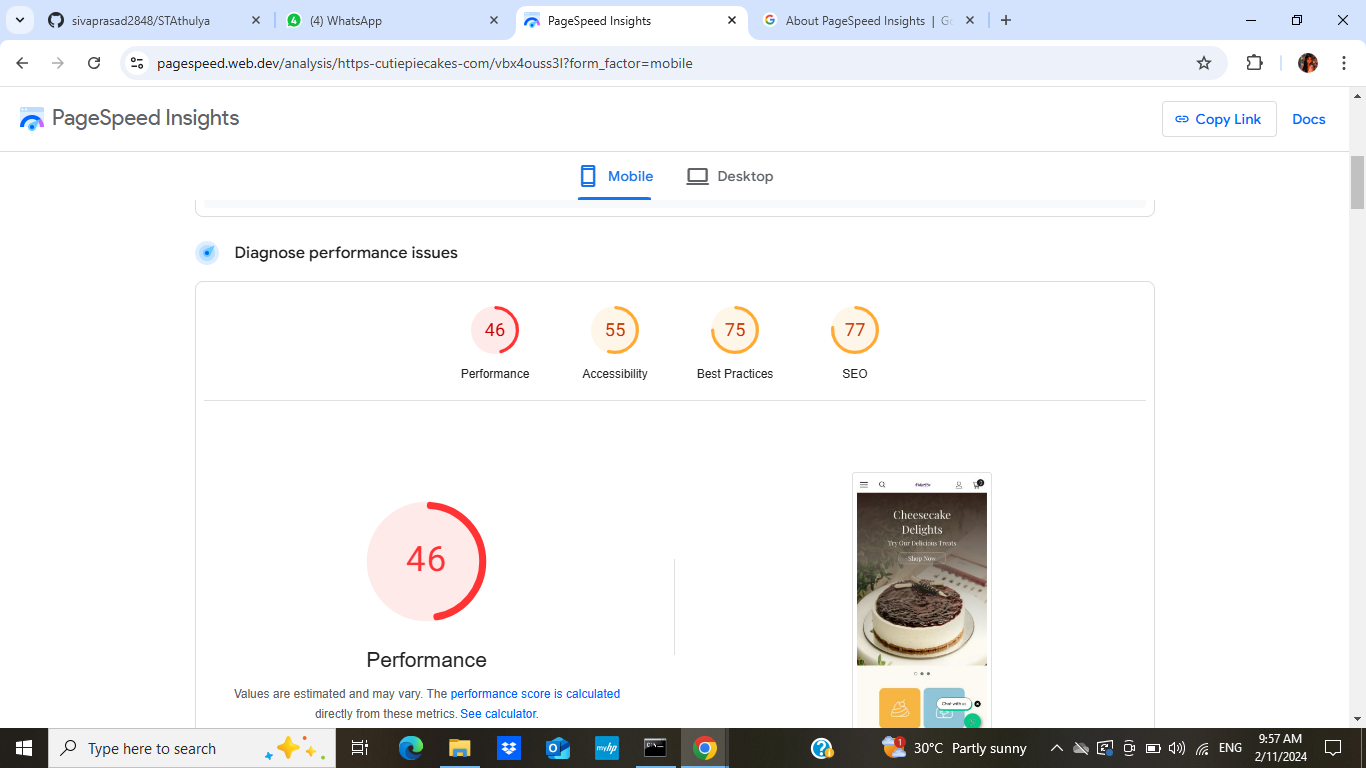 sivaprasad2848/STAthulya
(4) WhatsApp
PageSpeed Insights
About PageSpeed Insights | Go
pagespeed.web.dev/analysis/https-cutiepiecakes-com/vbx4ouss3l?form_factor=mobile
PageSpeed Insights
Copy Link
Docs
Mobile
Desktop
Diagnose performance issues
46
55
75
77
Performance
Accessibility
Best Practices
SEO
46
Performance
Values are estimated and may vary. The performance score is calculated
directly from these metrics. See calculator.
Cheesecake
Delights
Try Our Delicious Treats
Shop Now
Chat with us
Type here to search
30°C Partly sunny
ENG
9:57 AM
2/11/2024